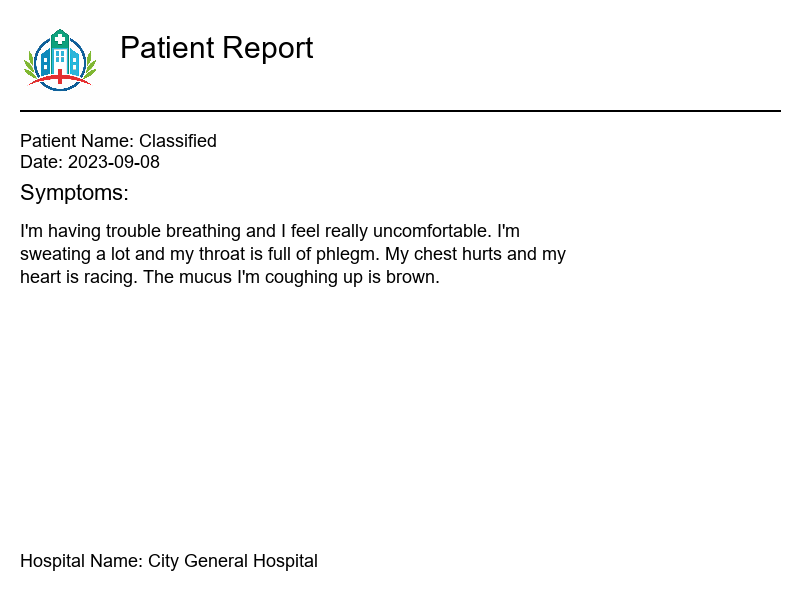 Patient Report
Patient Name: Classified
Date: 2023-09-08
Symptoms:
I'm having trouble breathing and I feel really uncomfortable. I'm
sweating a lot and my throat is full of phlegm. My chest hurts and my
heart is racing. The mucus I'm coughing up is brown.
Hospital Name: City General Hospital